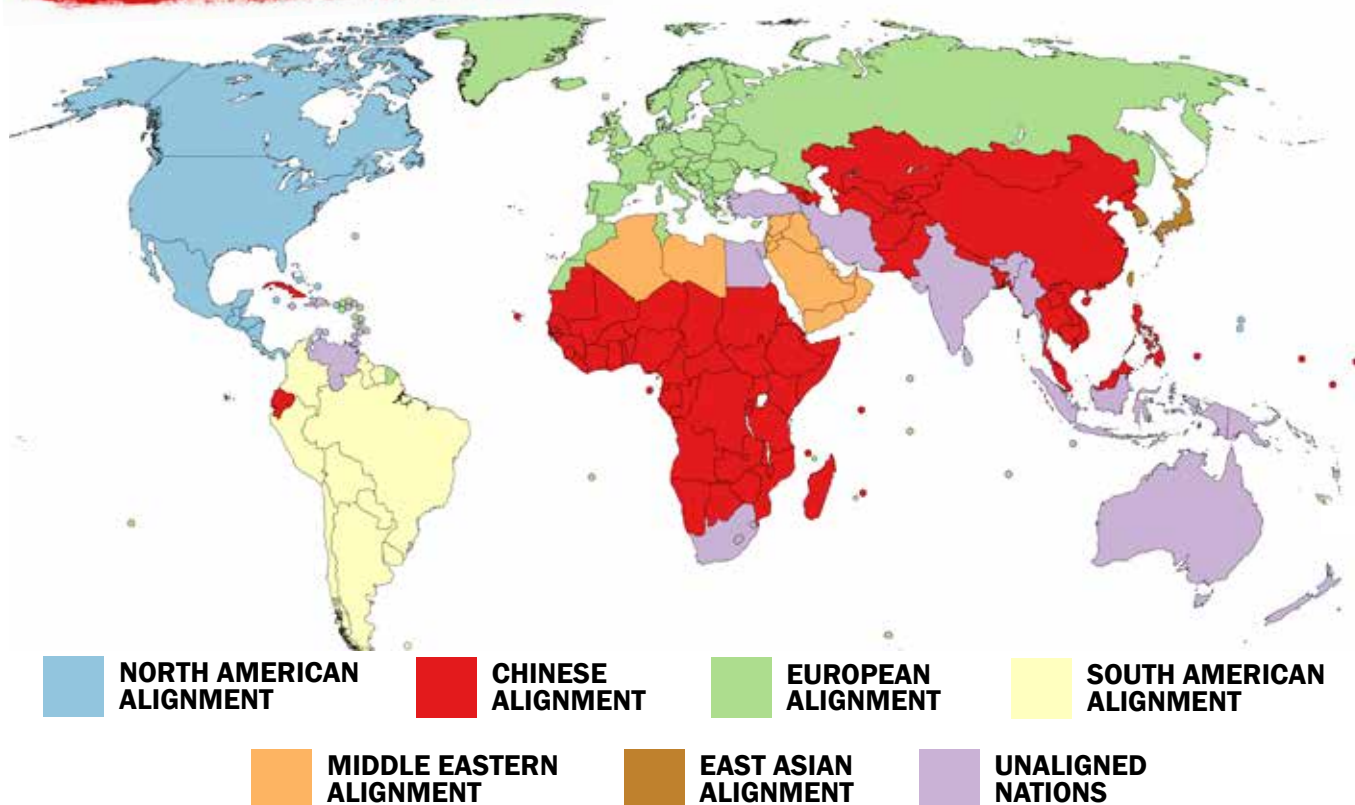 NORTH AMERICAN
ALIGNMENT
CHINESE
ALIGNMENT
EUROPEAN
ALIGNMENT
SOUTH AMERICAN
ALIGNMENT
MIDDLE EASTERN
ALIGNMENT
EAST ASIAN
ALIGNMENT
UNALIGNED
NATIONS